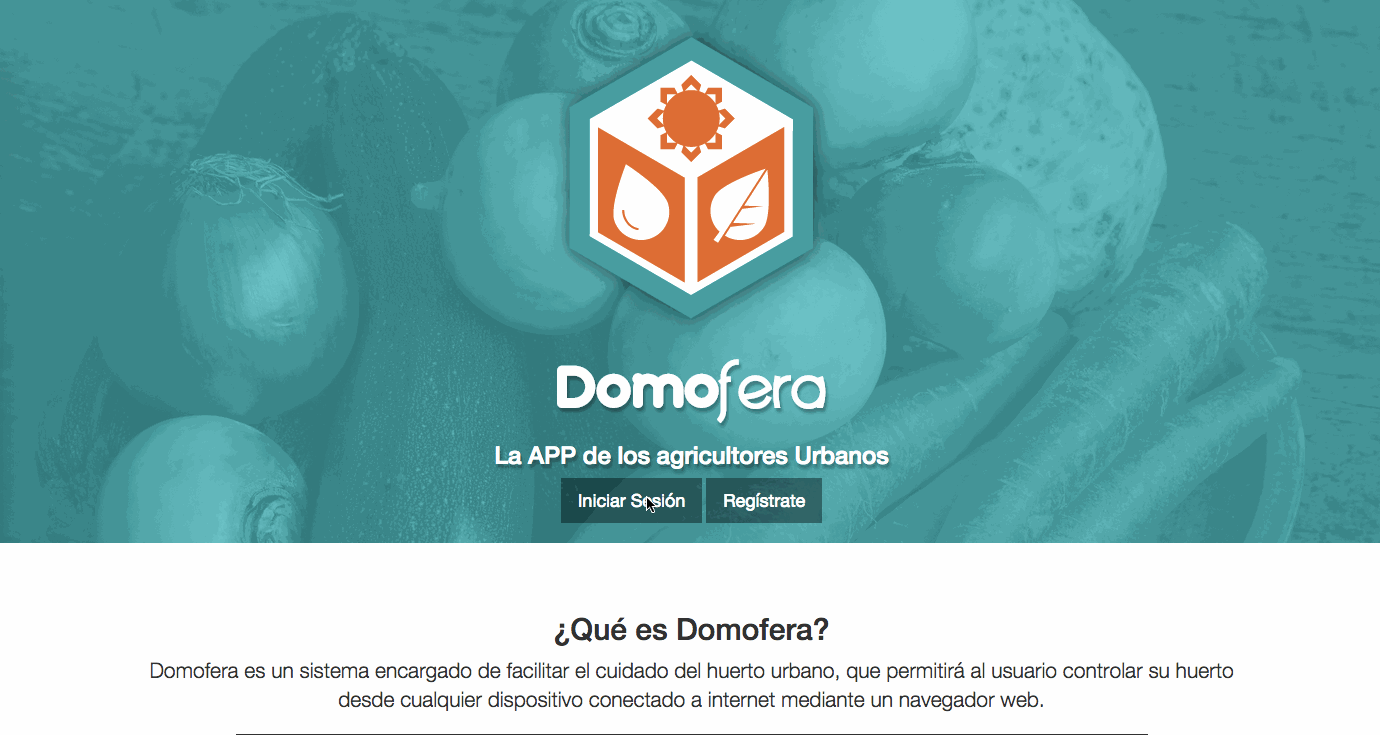 Domofera
La APP de los agricultores Urbanos
Iniciar Sesión
Regístrate
¿Qué es Domofera?
Domofera es un sistema encargado de facilitar el cuidado del huerto urbano, que permitirá al usuario controlar su huerto
desde cualquier dispositivo conectado a internet mediante un navegador web.